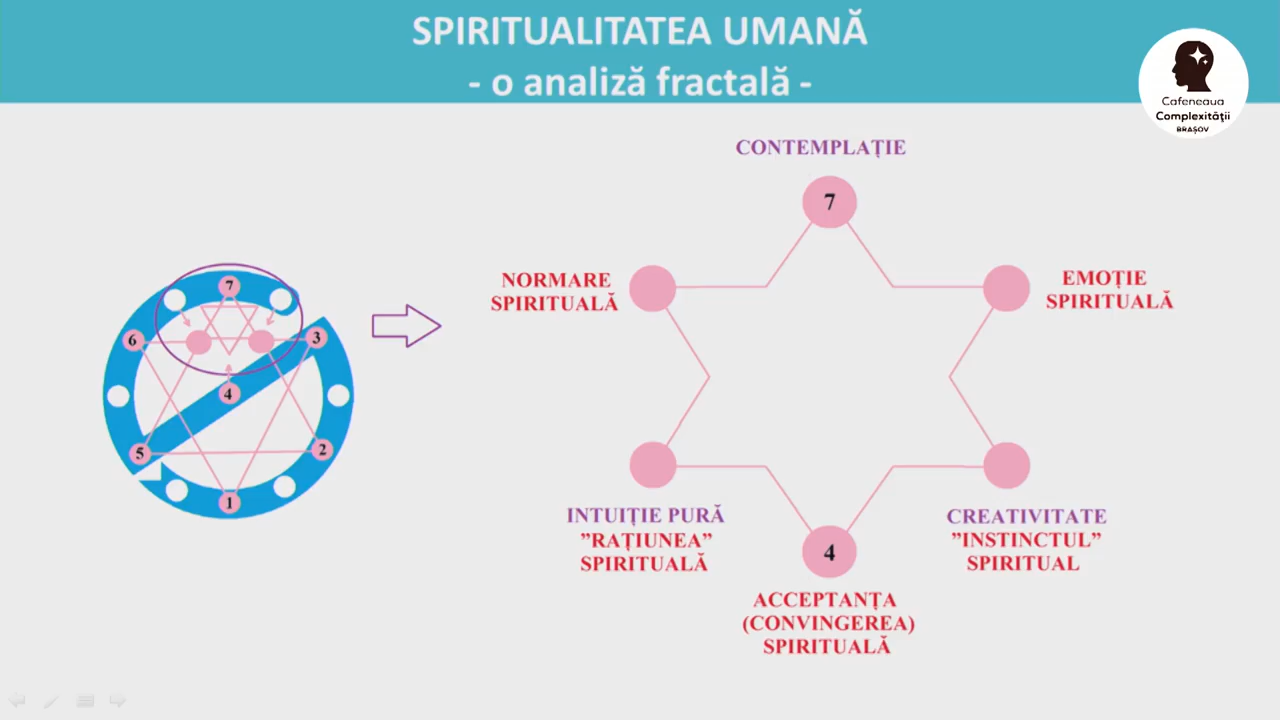 SPIRITUALITATEA UMANĂ
- o analiză fractală -
Cafeneaua
Complexității
BRAȘOV
CONTEMPLAȚIE
7
NORMARE
SPIRITUALĂ
EMOȚIE
SPIRITUALĂ
7
6
3
4
5
2
1
INTUIȚIE PURĂ
”RAȚIUNEA”
SPIRITUALĂ
4
CREATIVITATE
”INSTINCTUL”
SPIRITUAL
ACCEPTANȚA
(CONVINGEREA)
SPIRITUALĂ